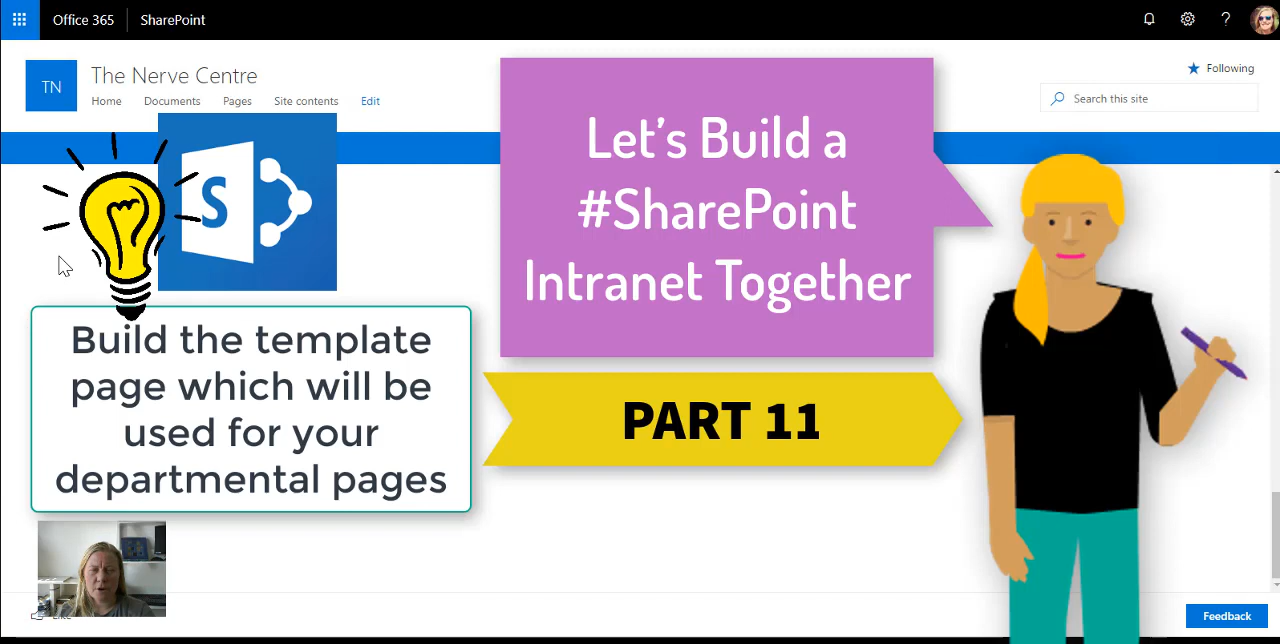 Office 365
SharePoint
TN
The Nerve Centre
Following
Home
Documents
Pages
Site contents
Edit
Search this site
S
Let's Build a
#SharePoint
Intranet Together
Build the template
page which will be
used for your
departmental pages
PART 11
Feedback